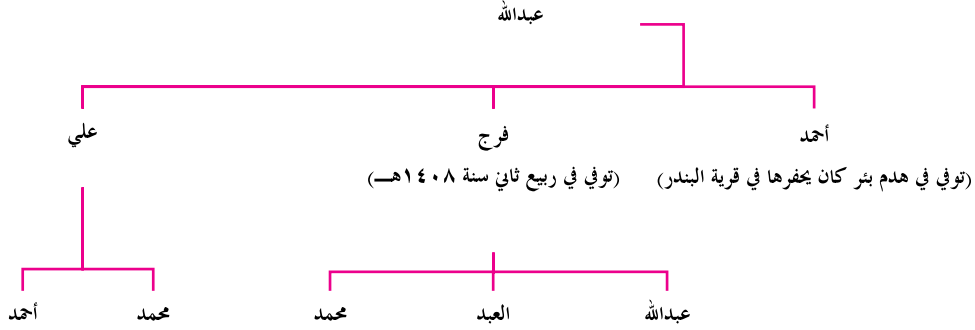 عبدالله
أحمد فرج علي
(توفي في هدم بئر كان يحفرها في قرية البندر) (توفي في ربيع ثاني سنة ١٤٠٨هـــ)
عبدالله العبد محمد محمد أحمد